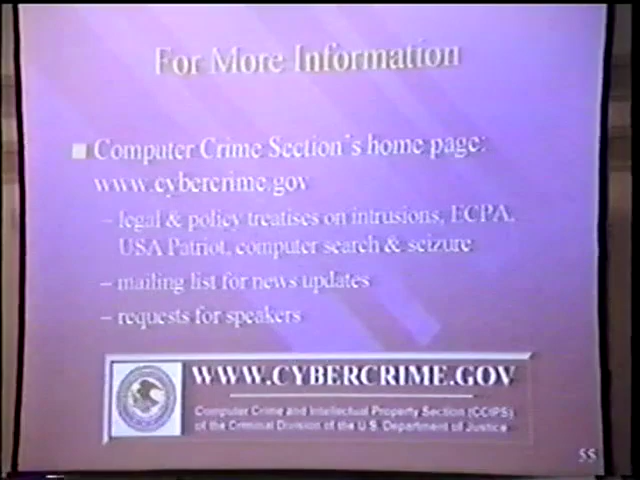 For More Information
Computer Crime Section's home page:
www.cybercrime.gov
– legal & policy treatises on intrusions, ECPA,
USA Patriot, computer search & seizure
– mailing list for news updates
– requests for speakers
WWW.CYBERCRIME.GOV
Computer Crime and Intellectual Property Section (CCIPS)
of the Criminal Division of the U.S. Department of Justice
55